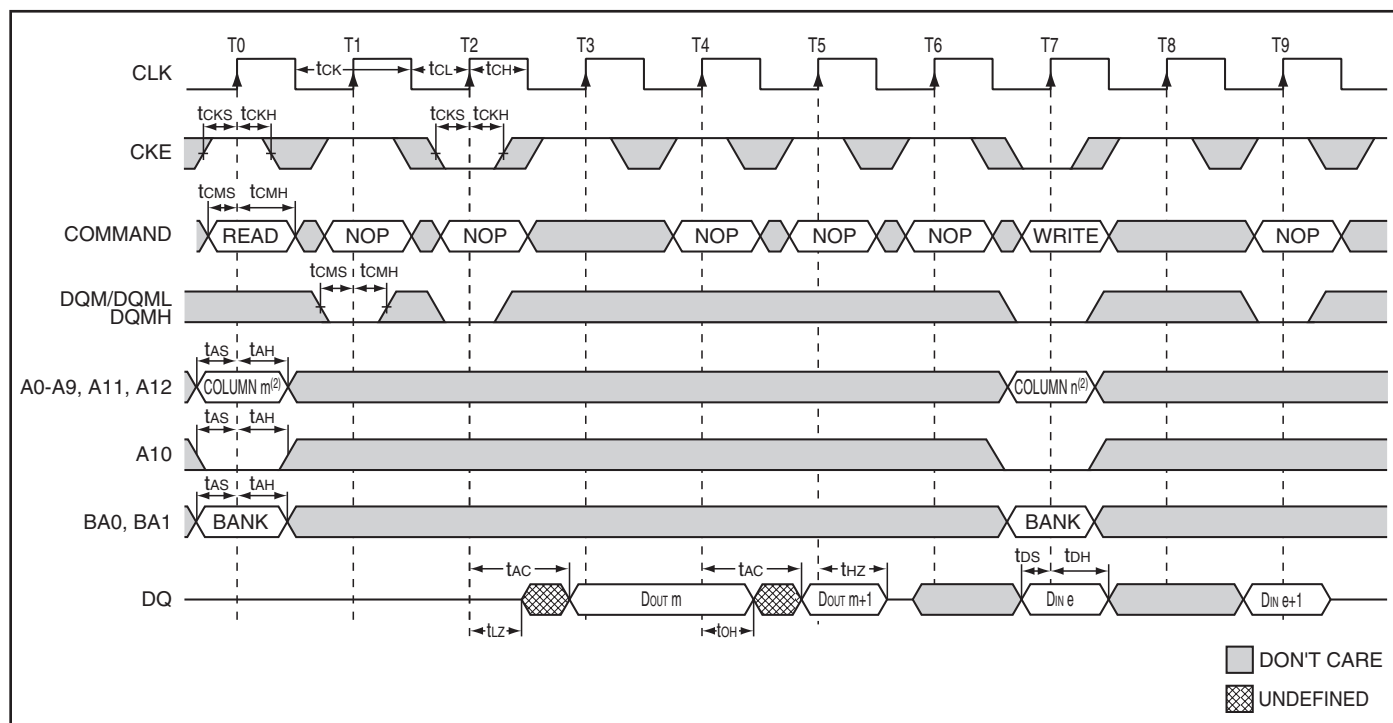 T0 T1 T2 T3 T4 T5 T6 T7 T8 T9
CLK tCK tCL tCH
tCKS tCKH tCKS tCKH
CKE
tCMS tCMH
COMMAND READ NOP NOP NOP NOP NOP WRITE NOP
tCMS tCMH
DQM/DQML
DQMH
tAS tAH
A0-A9, A11, A12 COLUMN m(2) COLUMN n(2)
tAS tAH
A10
tAS tAH
BA0, BA1 BANK BANK
tAC tAC tHZ tDS tDH
DQ DOUT m DOUT m+1 DIN e DIN e+1
tLZ tOH
DON'T CARE
UNDEFINED